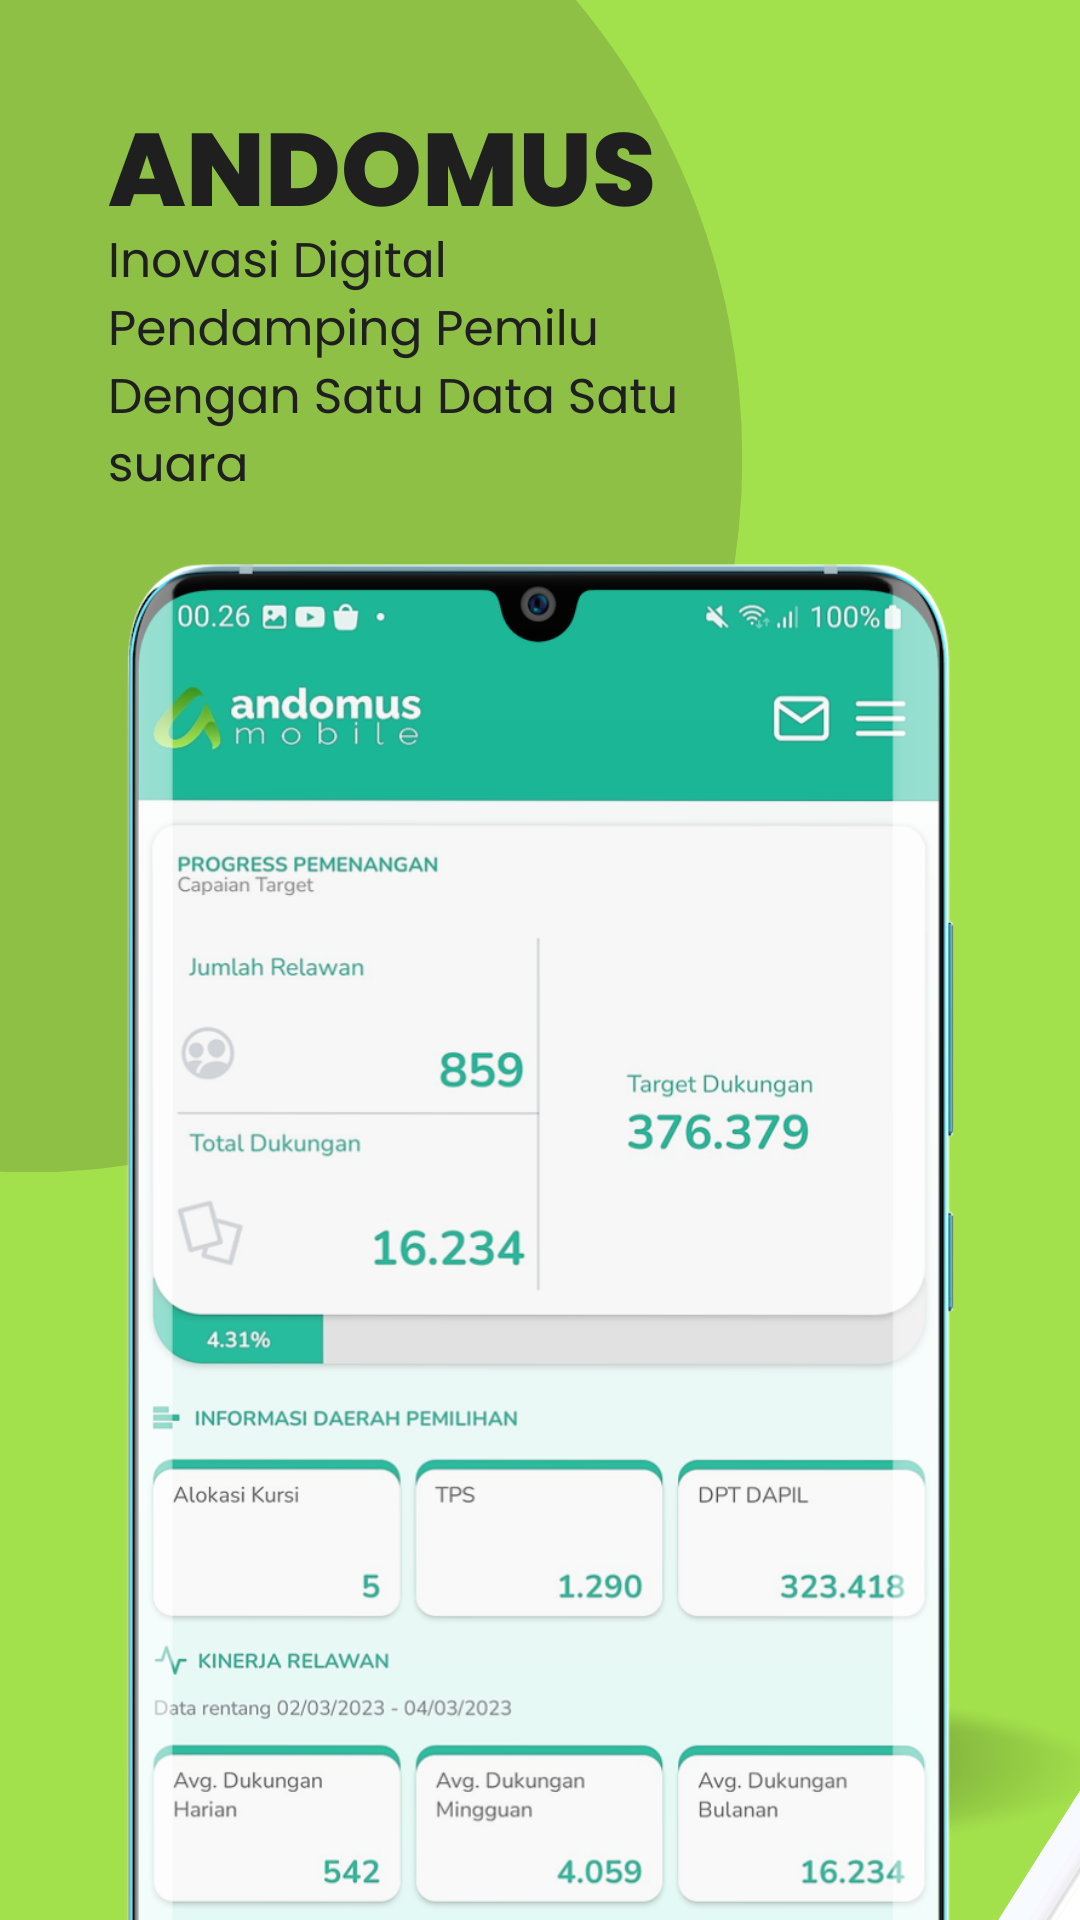 ANDOMUS
Inovasi Digital
Pendamping Pemilu
Dengan Satu Data Satu
suara
00.26
100%
andomus
mobile
PROGRESS PEMENANGAN
Capaian Target
Jumlah Relawan
859
Total Dukungan
16.234
Target Dukungan
376.379
4.31%
INFORMASI DAERAH PEMILIHAN
Alokasi Kursi
5
TPS
1.290
DPT DAPIL
323.418
KINERJA RELAWAN
Data rentang 02/03/2023 - 04/03/2023
Avg. Dukungan
Harian
542
Avg. Dukungan
Mingguan
4.059
Avg. Dukungan
Bulanan
16.234